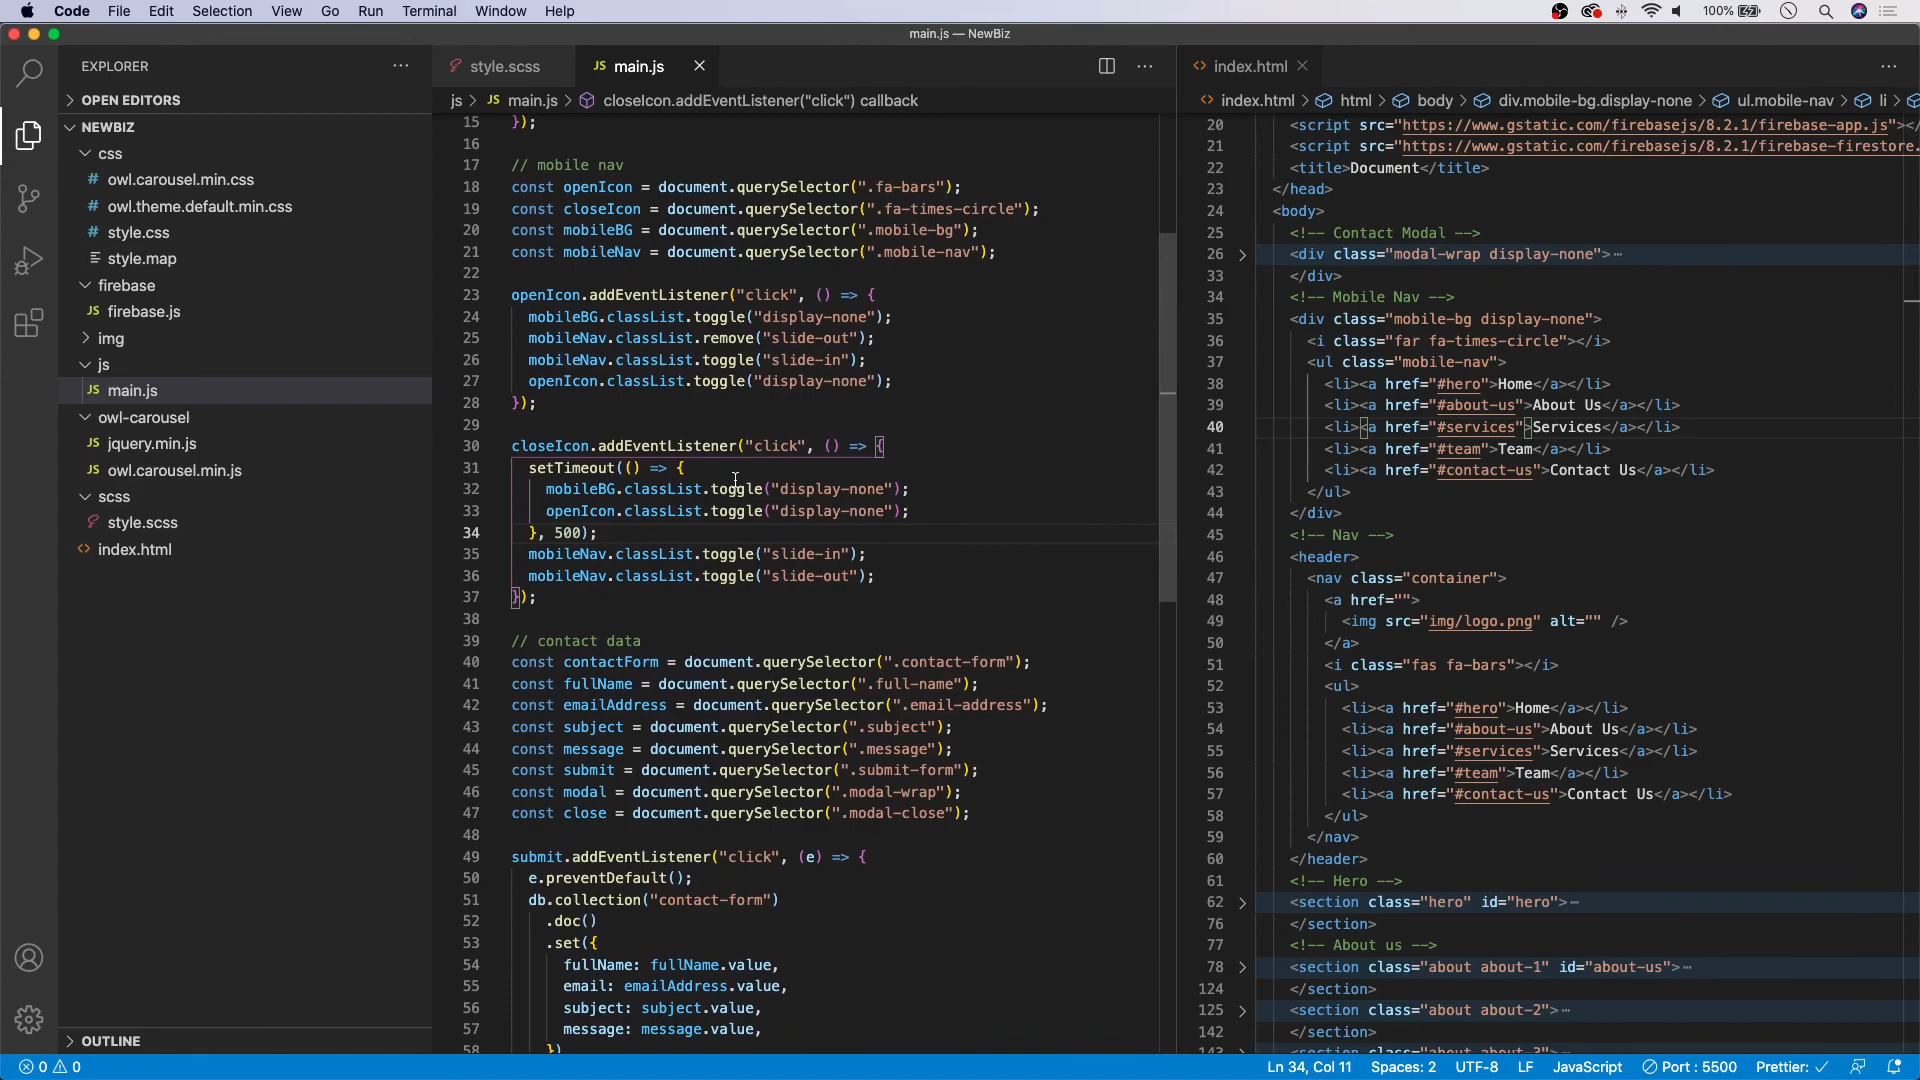 Code File Edit Selection View Go Run Terminal Window Help 100%
main.js — NewBiz
EXPLORER
OPEN EDITORS
NEWBIZ
css
# owl.carousel.min.css
# owl.theme.default.min.css
# style.css
style.map
firebase
JS firebase.js
img
js
JS main.js
owl-carousel
JS jquery.min.js
JS owl.carousel.min.js
scss
style.scss
<> index.html
OUTLINE
style.scss
JS main.js
js > JS main.js > closeIcon.addEventListener("click") callback
15 });
16
17 // mobile nav
18 const openIcon = document.querySelector(".fa-bars");
19 const closeIcon = document.querySelector(".fa-times-circle");
20 const mobileBG = document.querySelector(".mobile-bg");
21 const mobileNav = document.querySelector(".mobile-nav");
22
23 openIcon.addEventListener("click", () => {
24 mobileBG.classList.toggle("display-none");
25 mobileNav.classList.remove("slide-out");
26 mobileNav.classList.toggle("slide-in");
27 openIcon.classList.toggle("display-none");
28 });
29
30 closeIcon.addEventListener("click", () => {
31 setTimeout(() => {
32 mobileBG.classList.toggle("display-none");
33 openIcon.classList.toggle("display-none");
34 }, 500);
35 mobileNav.classList.toggle("slide-in");
36 mobileNav.classList.toggle("slide-out");
37 });
38
39 // contact data
40 const contactForm = document.querySelector(".contact-form");
41 const fullName = document.querySelector(".full-name");
42 const emailAddress = document.querySelector(".email-address");
43 const subject = document.querySelector(".subject");
44 const message = document.querySelector(".message");
45 const submit = document.querySelector(".submit-form");
46 const modal = document.querySelector(".modal-wrap");
47 const close = document.querySelector(".modal-close");
48
49 submit.addEventListener("click", (e) => {
50 e.preventDefault();
51 db.collection("contact-form")
52 .doc()
53 .set({
54 fullName: fullName.value,
55 email: emailAddress.value,
56 subject: subject.value,
57 message: message.value,
58 })
<> index.html
<> index.html > html > body > div.mobile-bg.display-none > ul.mobile-nav > li >
20 <script src="https://www.gstatic.com/firebasejs/8.2.1/firebase-app.js"></
21 <script src="https://www.gstatic.com/firebasejs/8.2.1/firebase-firestore.
22 <title>Document</title>
23 </head>
24 <body>
25 <!-- Contact Modal -->
26 <div class="modal-wrap display-none">…
33 </div>
34 <!-- Mobile Nav -->
35 <div class="mobile-bg display-none">
36 <i class="far fa-times-circle"></i>
37 <ul class="mobile-nav">
38 <li><a href="#hero">Home</a></li>
39 <li><a href="#about-us">About Us</a></li>
40 <li><a href="#services">Services</a></li>
41 <li><a href="#team">Team</a></li>
42 <li><a href="#contact-us">Contact Us</a></li>
43 </ul>
44 </div>
45 <!-- Nav -->
46 <header>
47 <nav class="container">
48 <a href="">
49 <img src="img/logo.png" alt="" />
50 </a>
51 <i class="fas fa-bars"></i>
52 <ul>
53 <li><a href="#hero">Home</a></li>
54 <li><a href="#about-us">About Us</a></li>
55 <li><a href="#services">Services</a></li>
56 <li><a href="#team">Team</a></li>
57 <li><a href="#contact-us">Contact Us</a></li>
58 </ul>
59 </nav>
60 </header>
61 <!-- Hero -->
62 <section class="hero" id="hero">…
76 </section>
77 <!-- About us -->
78 <section class="about about-1" id="about-us">…
124 </section>
125 <section class="about about-2">…
142 </section>
143 <section class="about about-3">…
0 0 Ln 34, Col 11 Spaces: 2 UTF-8 LF JavaScript Port : 5500 Prettier: ✓